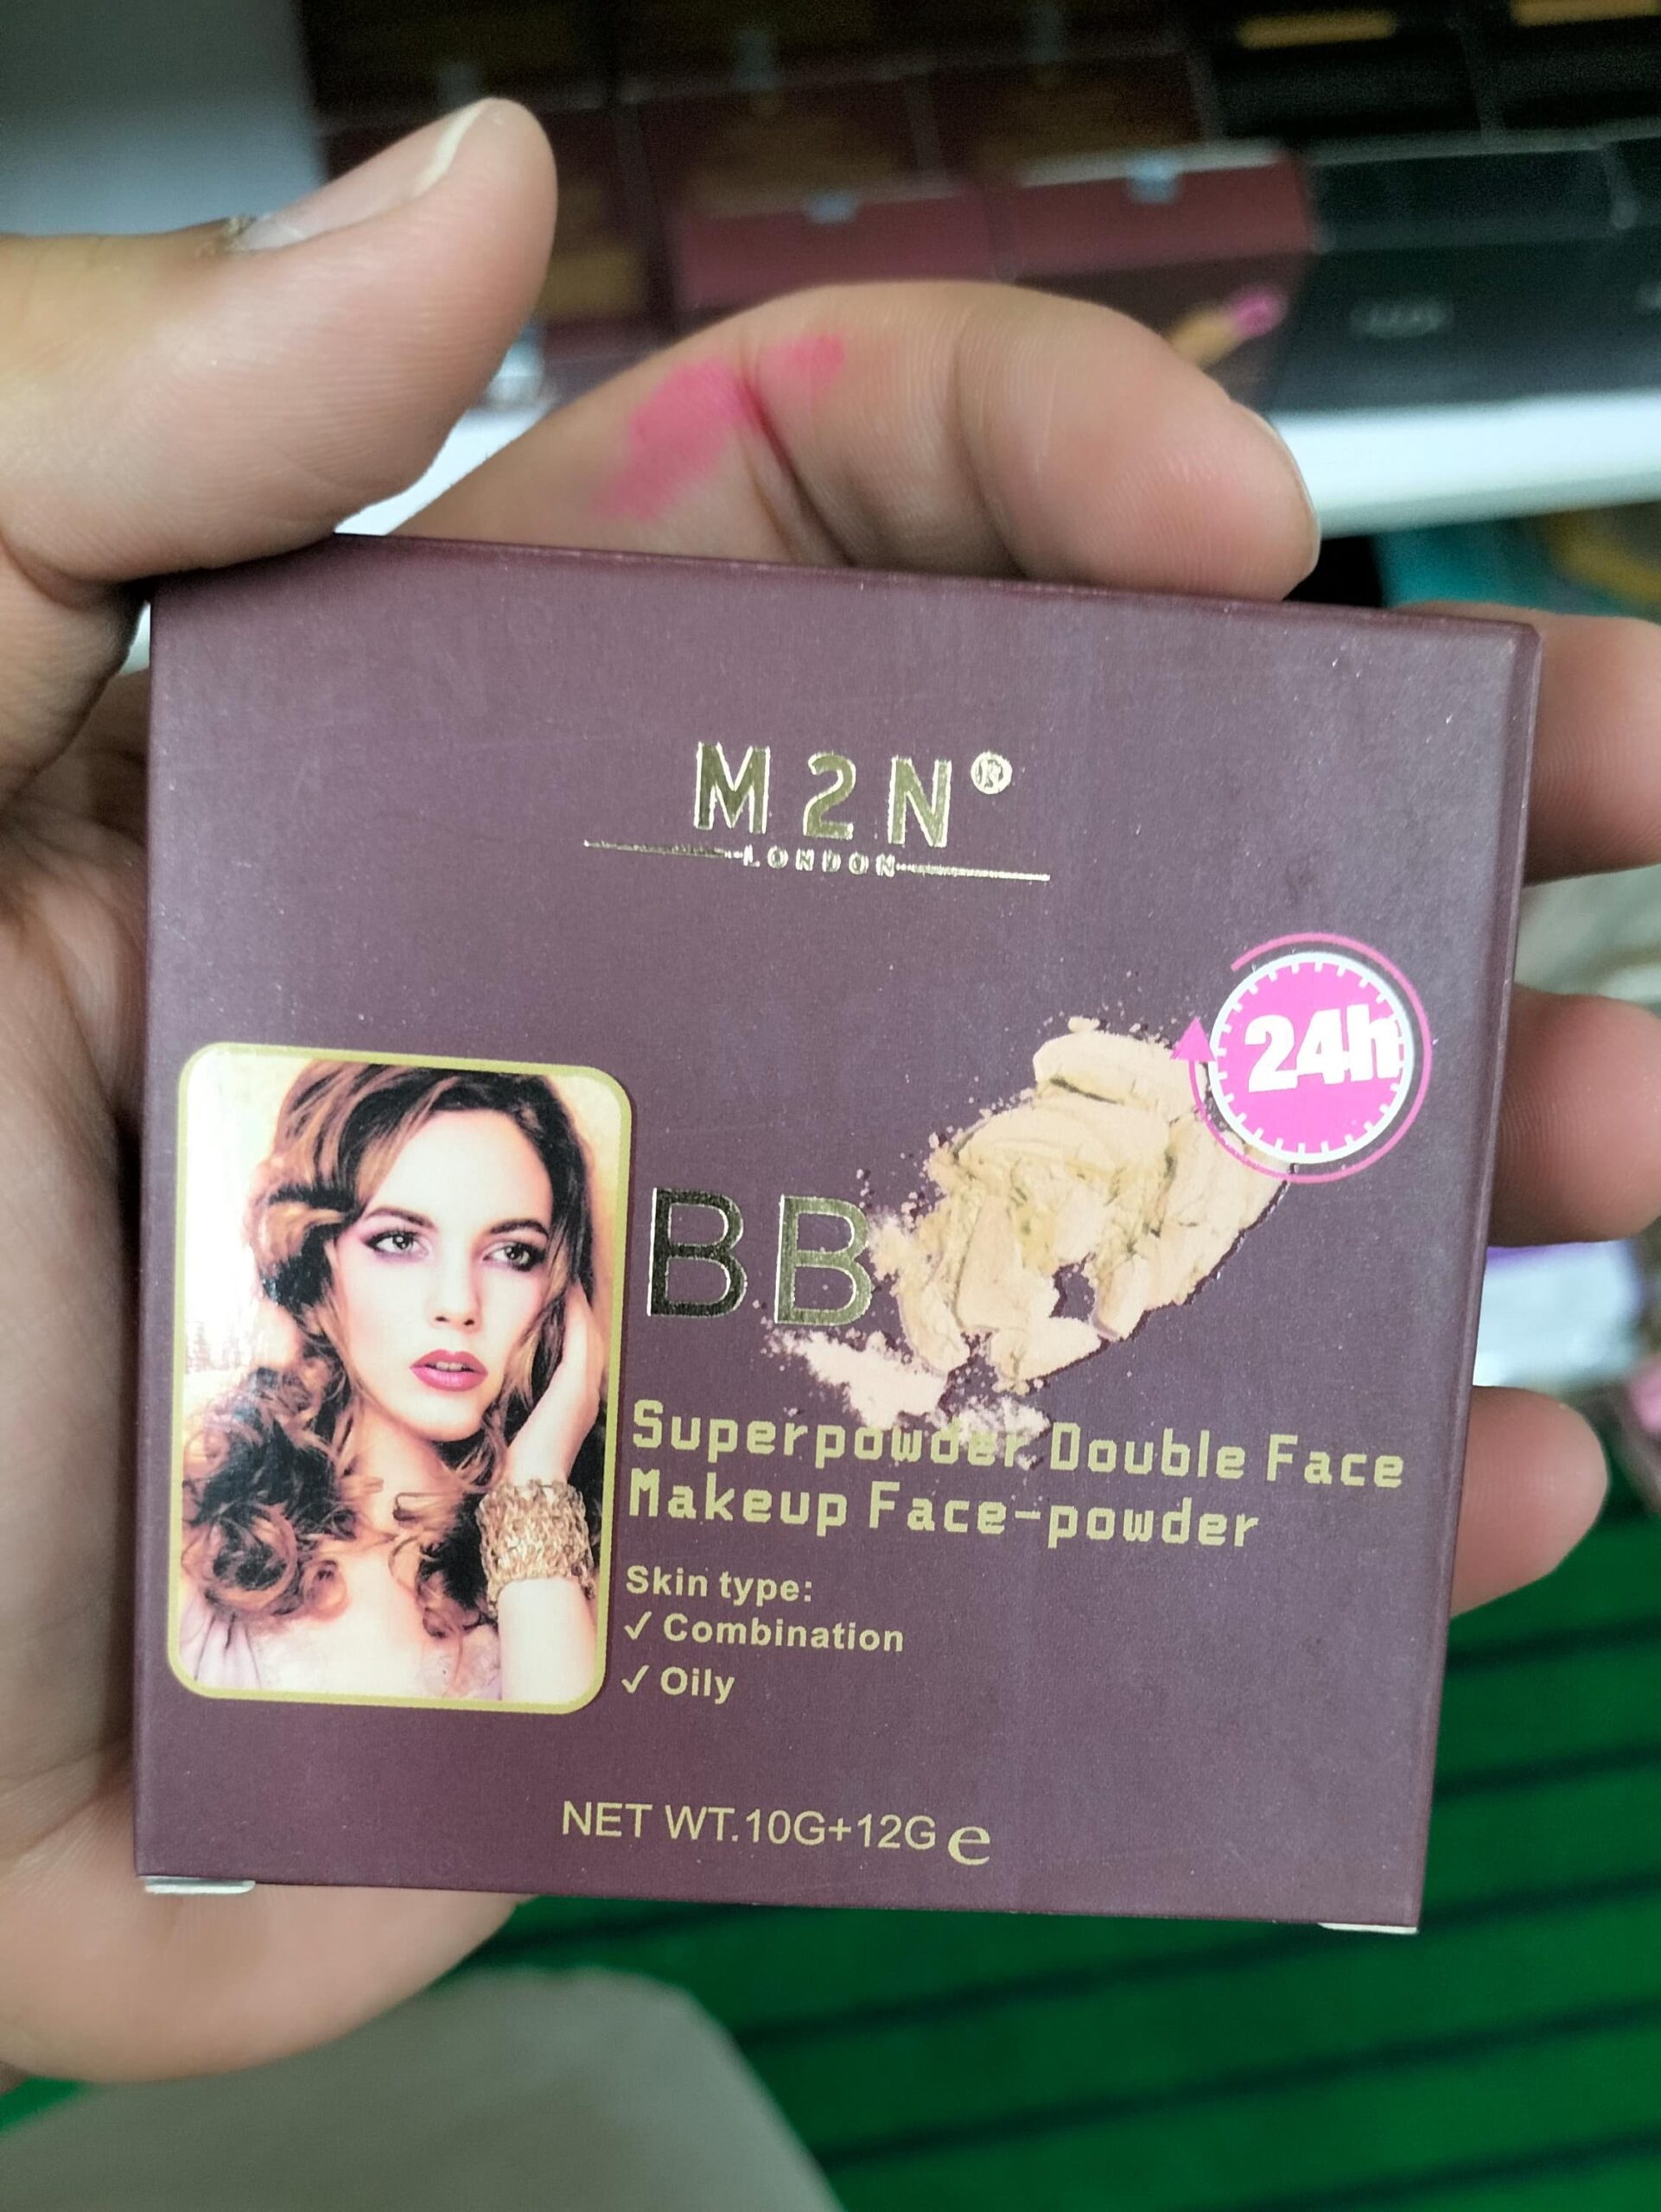 M2N®
LONDON
24h
BB
Superpowder Double Face
Makeup Face-powder
Skin type:
✓ Combination
✓ Oily
NET WT.10G+12G e